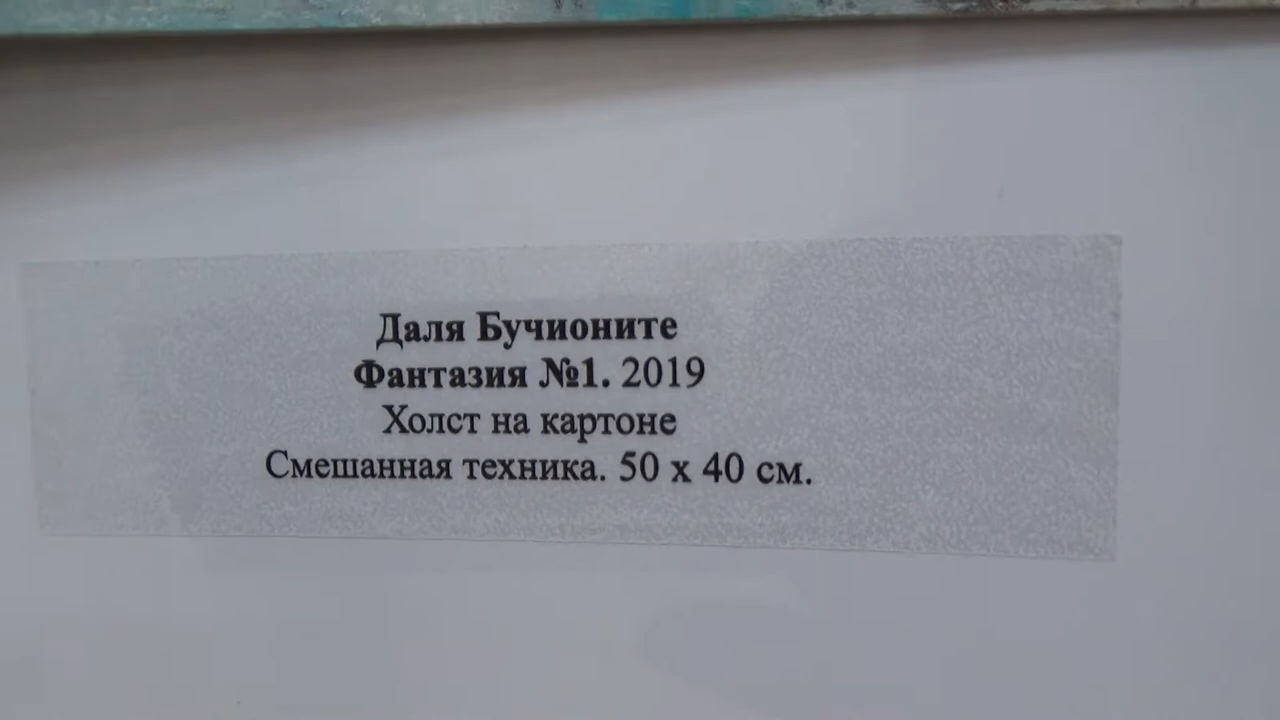 Даля Бучионите
Фантазия №1. 2019
Холст на картоне
Смешанная техника. 50 х 40 см.